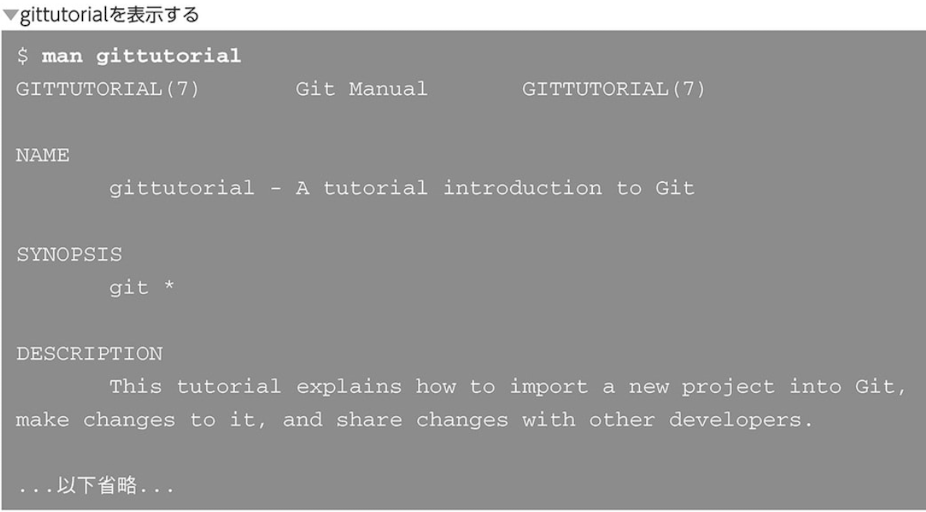 ▼gittutorialを表示する
$ man gittutorial
GITTUTORIAL(7)       Git Manual       GITTUTORIAL(7)
NAME
       gittutorial - A tutorial introduction to Git
SYNOPSIS
       git *
DESCRIPTION
       This tutorial explains how to import a new project into Git,
make changes to it, and share changes with other developers.
...以下省略...